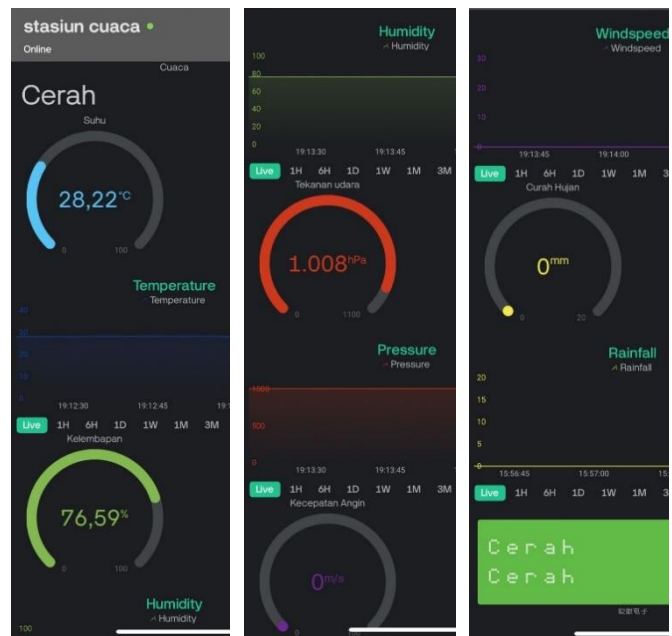 stasiun cuaca
Online
Cuaca
Cerah
Suhu
28,22°C
0 100
Temperature
Temperature
40
30
20
10
0
19:12:30 19:12:45 19:1
Live 1H 6H 1D 1W 1M 3M
Kelembapan
76,59%
0 100
Humidity
Humidity
100
Humidity
Humidity
100
80
60
40
20
0
19:13:30 19:13:45
Live 1H 6H 1D 1W 1M 3M
Tekanan udara
1.008hPa
0 1100
Pressure
Pressure
1000
500
0
19:13:30 19:13:45
Live 1H 6H 1D 1W 1M 3M
Kecepatan Angin
0m/s
Windspeed
Windspeed
30
20
10
0
19:13:45 19:14:00
Live 1H 6H 1D 1W 1M 3
Curah Hujan
0mm
0 20
Rainfall
Rainfall
20
15
10
5
0
15:56:45 15:57:00 15:
Live 1H 6H 1D 1W 1M 3
Cerah
Cerah